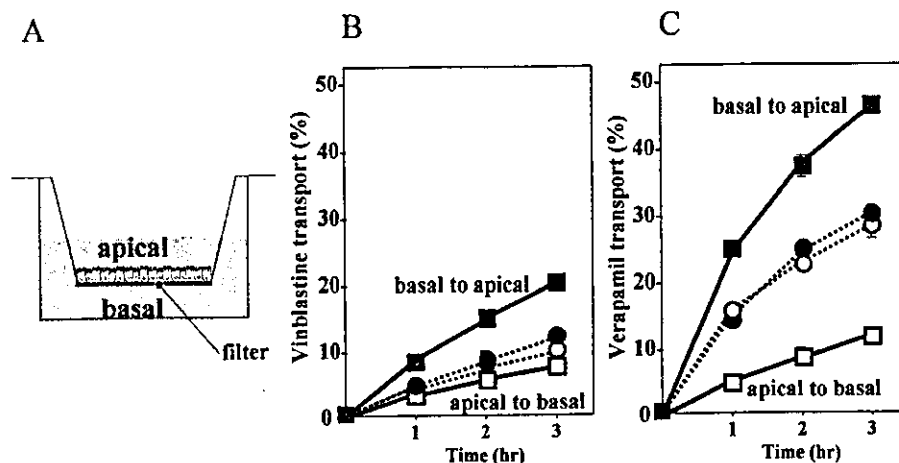 A
apical
basal
filter
B
Vinblastine transport (%)
50
40
30
20
10
0
basal to apical
apical to basal
1
2
3
Time (hr)
C
Verapamil transport (%)
50
40
30
20
10
0
basal to apical
apical to basal
1
2
3
Time (hr)